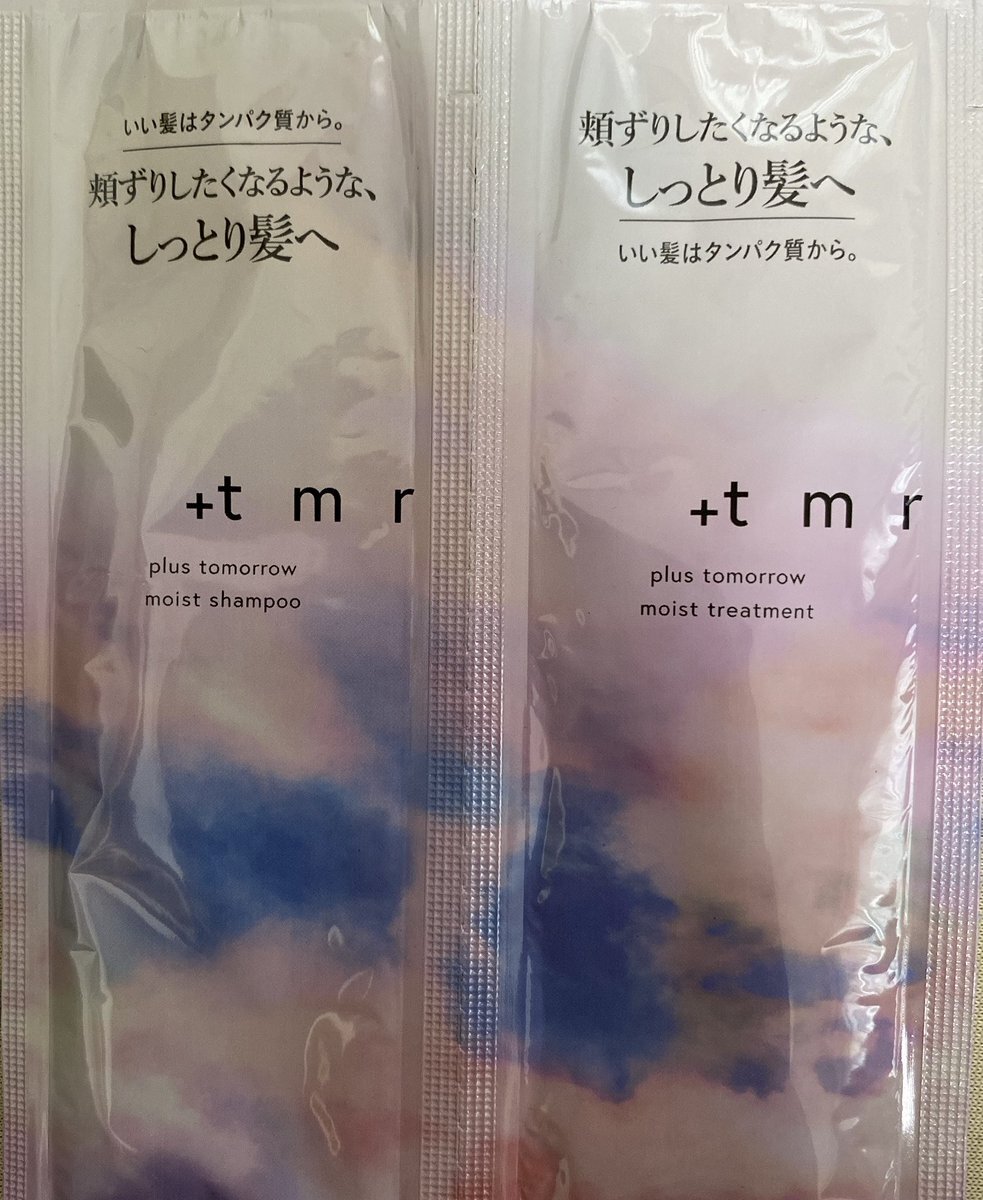 いい髪はタンパク質から。
頬ずりしたくなるような、
しっとり髪へ
+t m r
plus tomorrow
moist shampoo
頬ずりしたくなるような、
しっとり髪へ
いい髪はタンパク質から。
+t m r
plus tomorrow
moist treatment